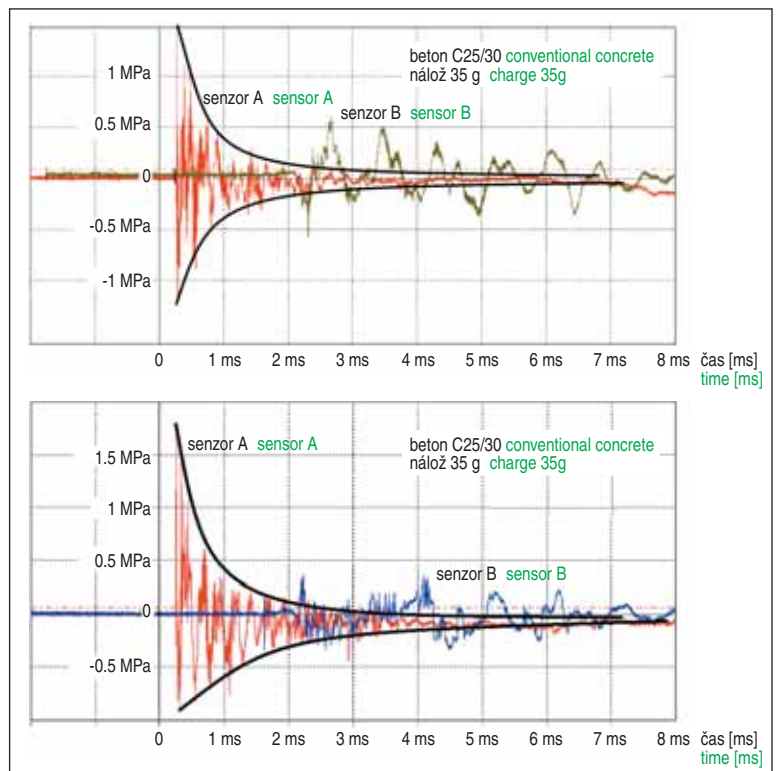 beton C25/30 conventional concrete
nálož 35 g charge 35g
1 MPa
senzor A sensor A
senzor B sensor B
0.5 MPa
0
-0.5 MPa
-1 MPa
0 1 ms 2 ms 3 ms 4 ms 5 ms 6 ms 7 ms 8 ms čas [ms]
time [ms]
senzor A sensor A
beton C25/30 conventional concrete
nálož 35 g charge 35g
1.5 MPa
1 MPa
0.5 MPa
senzor B sensor B
0
-0.5 MPa
0 1 ms 2 ms 3 ms 4 ms 5 ms 6 ms 7 ms 8 ms čas [ms]
time [ms]